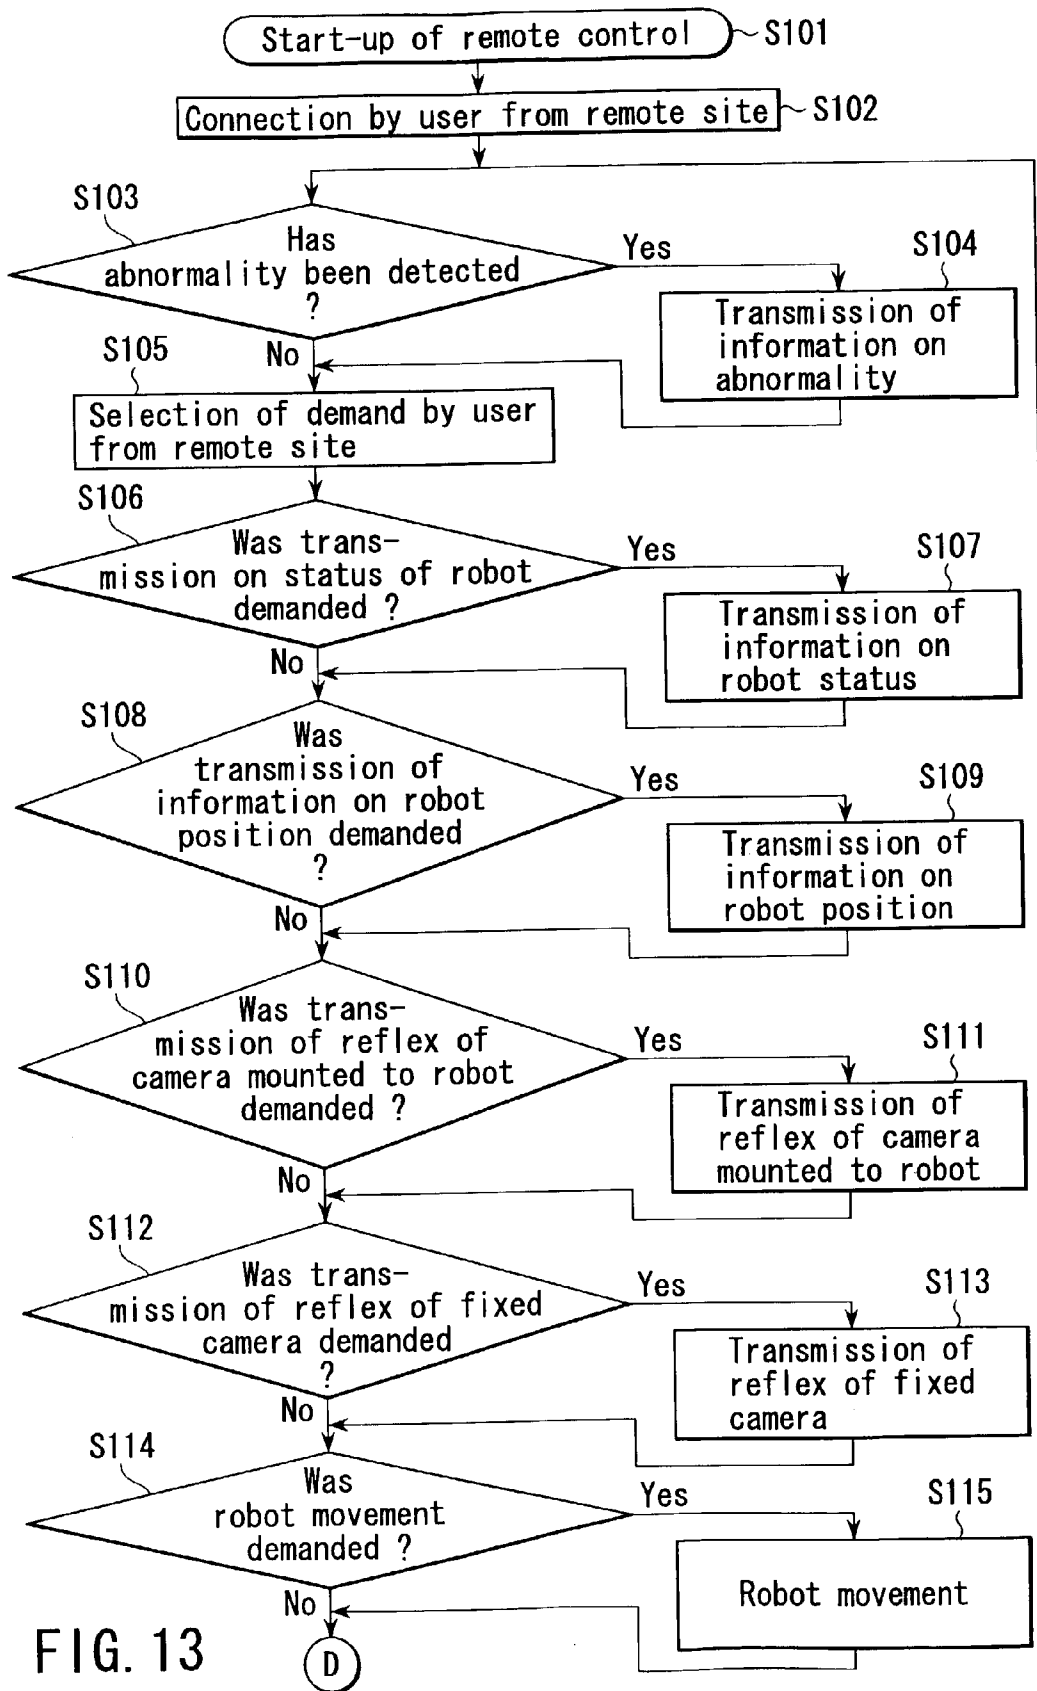 Start-up of remote control
S101
Connection by user from remote site
S102
S103
Has
abnormality been detected
?
Yes
No
S104
Transmission of
information on
abnormality
S105
Selection of demand by user
from remote site
S106
Was trans-
mission on status of robot
demanded ?
Yes
No
S107
Transmission of
information on
robot status
S108
Was
transmission of
information on robot
position demanded
?
Yes
No
S109
Transmission of
information on
robot position
S110
Was trans-
mission of reflex of
camera mounted to robot
demanded ?
Yes
No
S111
Transmission of
reflex of camera
mounted to robot
S112
Was trans-
mission of reflex of fixed
camera demanded
?
Yes
No
S113
Transmission of
reflex of fixed
camera
S114
Was
robot movement
demanded ?
Yes
No
S115
Robot movement
D
FIG. 13